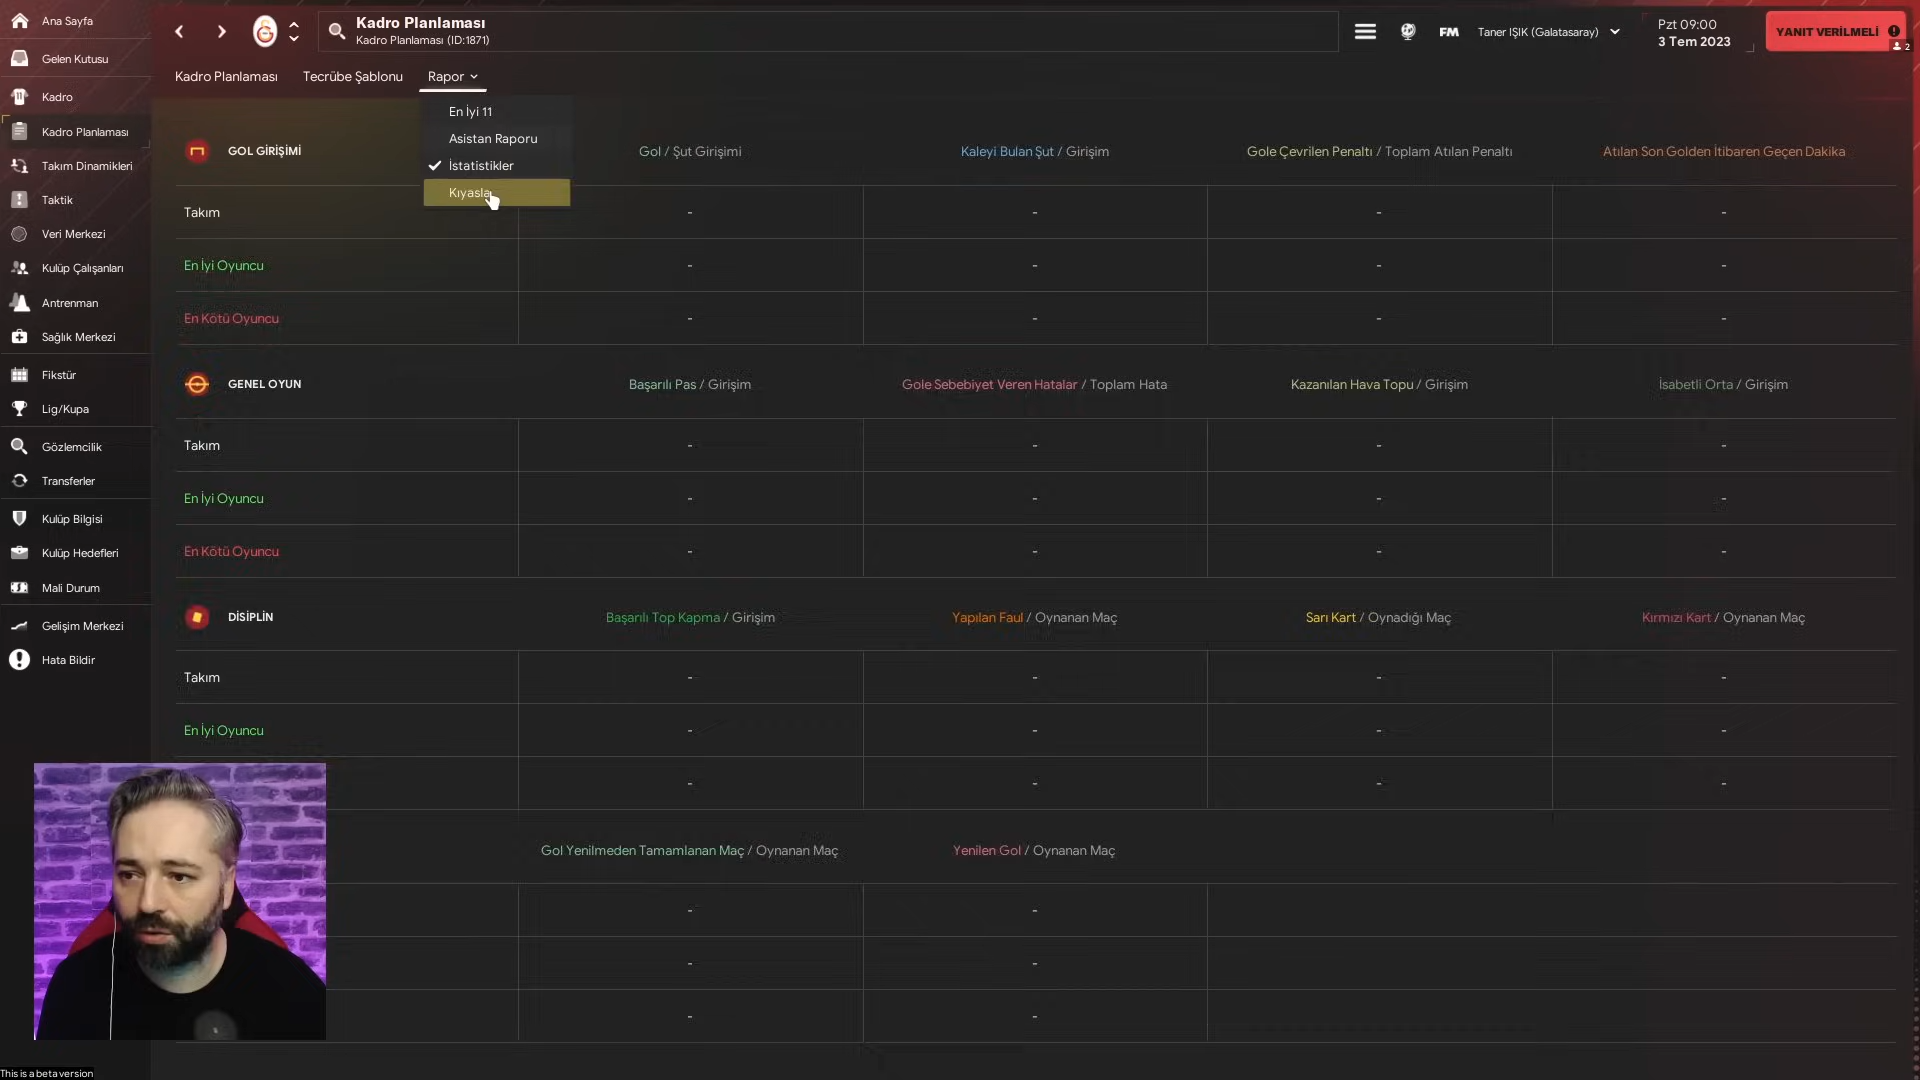 Ana Sayfa
Gelen Kutusu
Kadro
Kadro Planlaması
Takım Dinamikleri
Taktik
Veri Merkezi
Kulüp Çalışanları
Antrenman
Sağlık Merkezi
Fikstür
Lig/Kupa
Gözlemcilik
Transferler
Kulüp Bilgisi
Kulüp Hedefleri
Mali Durum
Gelişim Merkezi
Hata Bildir
This is a beta version
Kadro Planlaması
Kadro Planlaması (ID:1871)
FM
Taner IŞIK (Galatasaray)
Pzt 09:00
3 Tem 2023
YANIT VERİLMELİ
2
Kadro Planlaması
Tecrübe Şablonu
Rapor
En İyi 11
Asistan Raporu
İstatistikler
Kıyasla
GOL GİRİŞİMİ
Gol / Şut Girişimi
Kaleyi Bulan Şut / Girişim
Gole Çevrilen Penaltı / Toplam Atılan Penaltı
Atılan Son Golden İtibaren Geçen Dakika
Takım - - - -
En İyi Oyuncu - - - -
En Kötü Oyuncu - - - -
GENEL OYUN
Başarılı Pas / Girişim
Gole Sebebiyet Veren Hatalar / Toplam Hata
Kazanılan Hava Topu / Girişim
İsabetli Orta / Girişim
Takım - - - -
En İyi Oyuncu - - - -
En Kötü Oyuncu - - - -
DİSİPLİN
Başarılı Top Kapma / Girişim
Yapılan Faul / Oynanan Maç
Sarı Kart / Oynadığı Maç
Kırmızı Kart / Oynanan Maç
Takım - - - -
En İyi Oyuncu - - - -
- - - -
Gol Yenilmeden Tamamlanan Maç / Oynanan Maç
Yenilen Gol / Oynanan Maç
- -
- -
- -